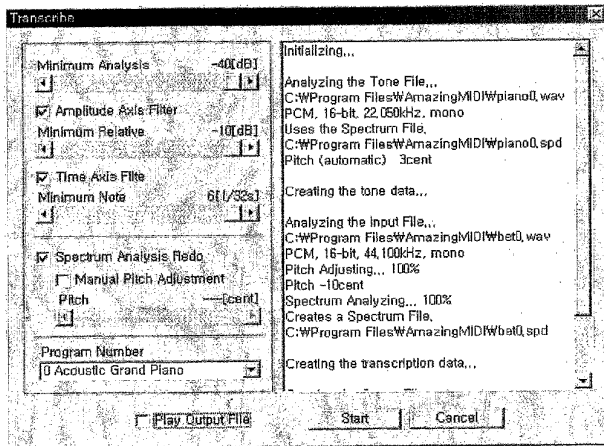 Transcribe
Minimum Analysis -40[dB]
Amplitude Axis Filter
Minimum Relative -10[dB]
Time Axis Filte
Minimum Note 6[1/32s]
Spectrum Analysis Redo
Manual Pitch Adjustment
Pitch ----[cent]
Program Number
0 Acoustic Grand Piano
Initializing,,,
Analyzing the Tone File,,,
C:₩Program Files₩AmazingMIDI₩piano0,wav
PCM, 16-bit, 22,050kHz, mono
Uses the Spectrum File,
C:₩Program Files₩AmazingMIDI₩piano0,spd
Pitch (automatic) 3cent
Creating the tone data,,,
Analyzing the Input File,,,
C:₩Program Files₩AmazingMIDI₩bet0,wav
PCM, 16-bit, 44,100kHz, mono
Pitch Adjusting,,, 100%
Pitch -10cent
Spectrum Analyzing,,, 100%
Creates a Spectrum File,
C:₩Program Files₩AmazingMIDI₩bet0,spd
Creating the transcription data,,,
Play Output File
Start
Cancel